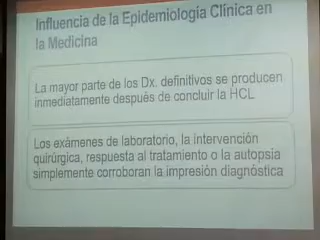 Influencia de la Epidemiología Clínica en
la Medicina
La mayor parte de los Dx. definitivos se producen
inmediatamente después de concluir la HCL
Los exámenes de laboratorio, la intervención
quirúrgica, respuesta al tratamiento o la autopsia
simplemente corroboran la impresión diagnóstica